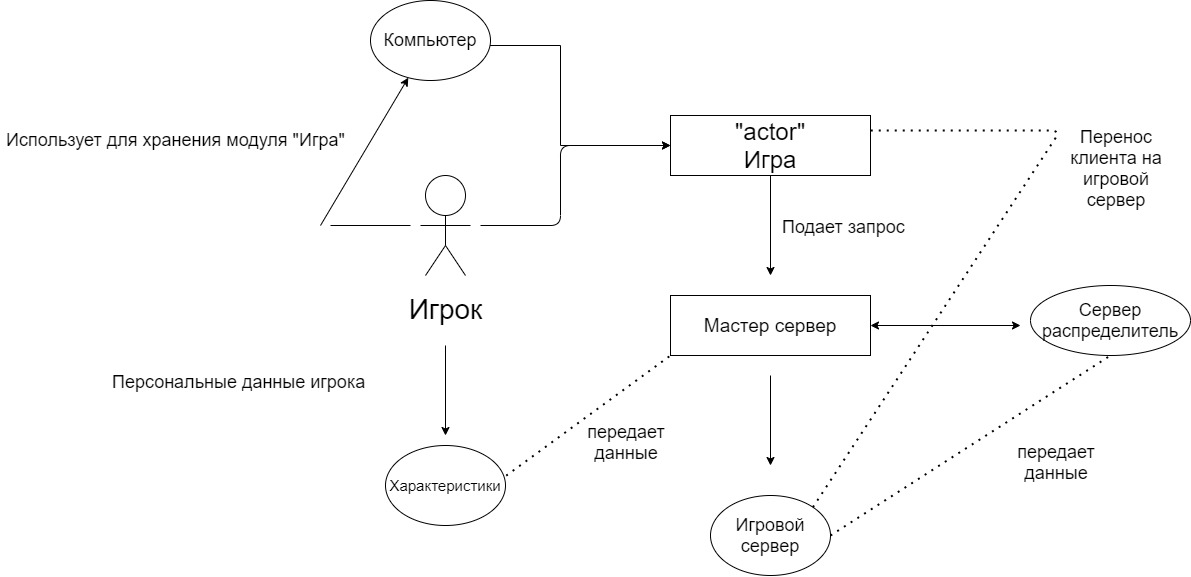 Компьютер
Использует для хранения модуля "Игра"
"actor"
Игра
Перенос
клиента на
игровой
сервер
Подает запрос
Игрок
Мастер сервер
Сервер
распределитель
Персональные данные игрока
передает
данные
передает
данные
Характеристики
Игровой
сервер